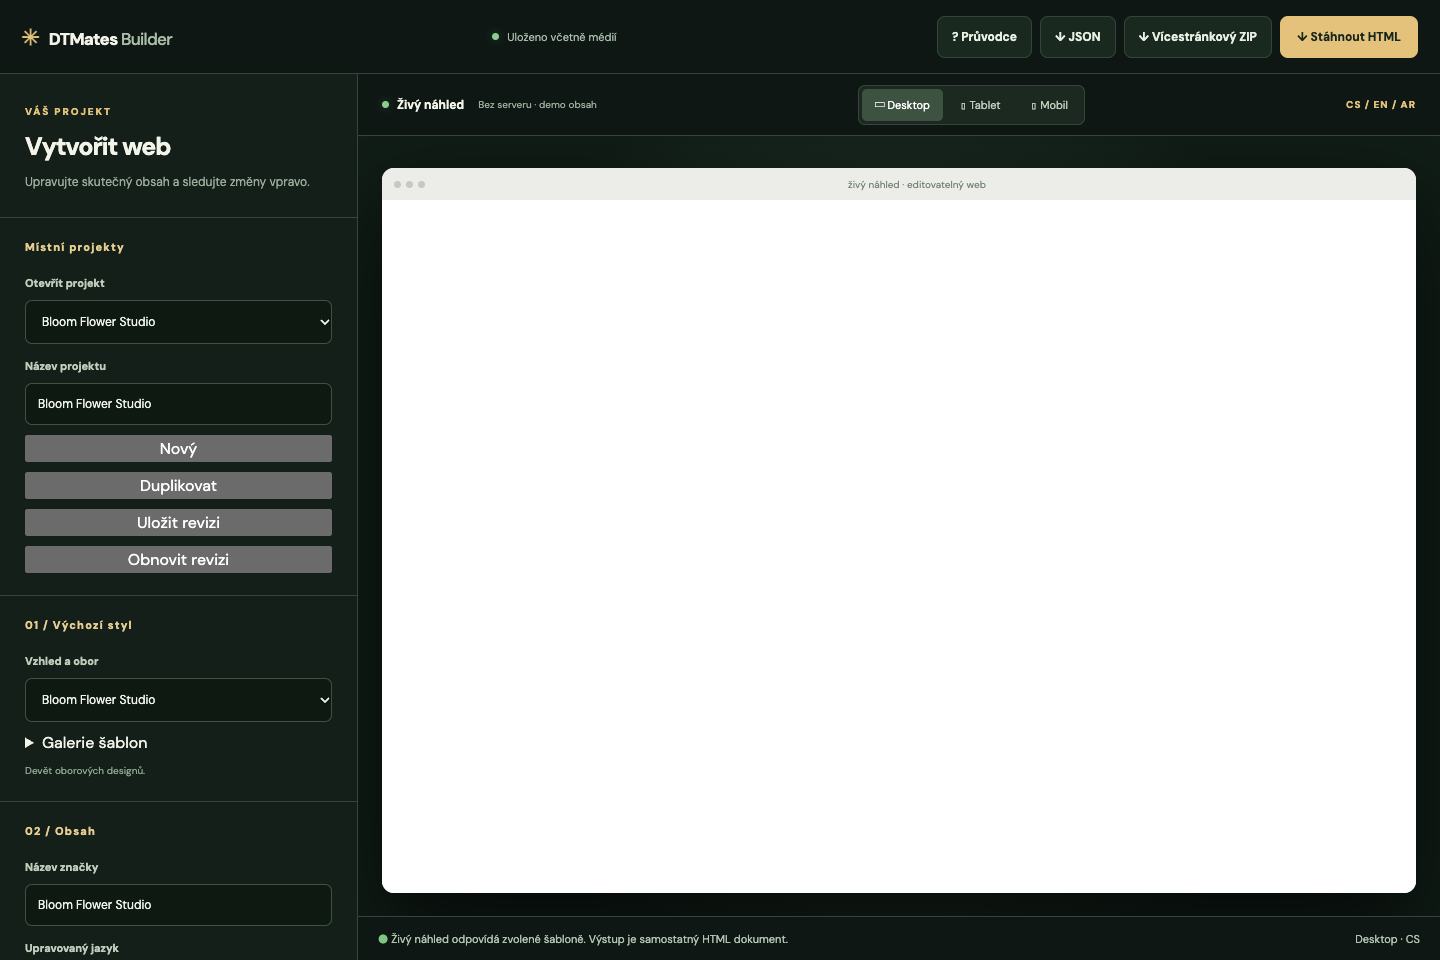 DTMates Builder
Uloženo včetně médií
? Průvodce
↓ JSON
↓ Vícestránkový ZIP
↓ Stáhnout HTML
VÁŠ PROJEKT
Vytvořit web
Upravujte skutečný obsah a sledujte změny vpravo.
Místní projekty
Otevřít projekt
Bloom Flower Studio
Název projektu
Bloom Flower Studio
Nový
Duplikovat
Uložit revizi
Obnovit revizi
01 / Výchozí styl
Vzhled a obor
Bloom Flower Studio
Galerie šablon
Devět oborových designů.
02 / Obsah
Název značky
Bloom Flower Studio
Upravovaný jazyk
Živý náhled
Bez serveru · demo obsah
Desktop
Tablet
Mobil
CS / EN / AR
živý náhled · editovatelný web
Živý náhled odpovídá zvolené šabloně. Výstup je samostatný HTML dokument.
Desktop · CS